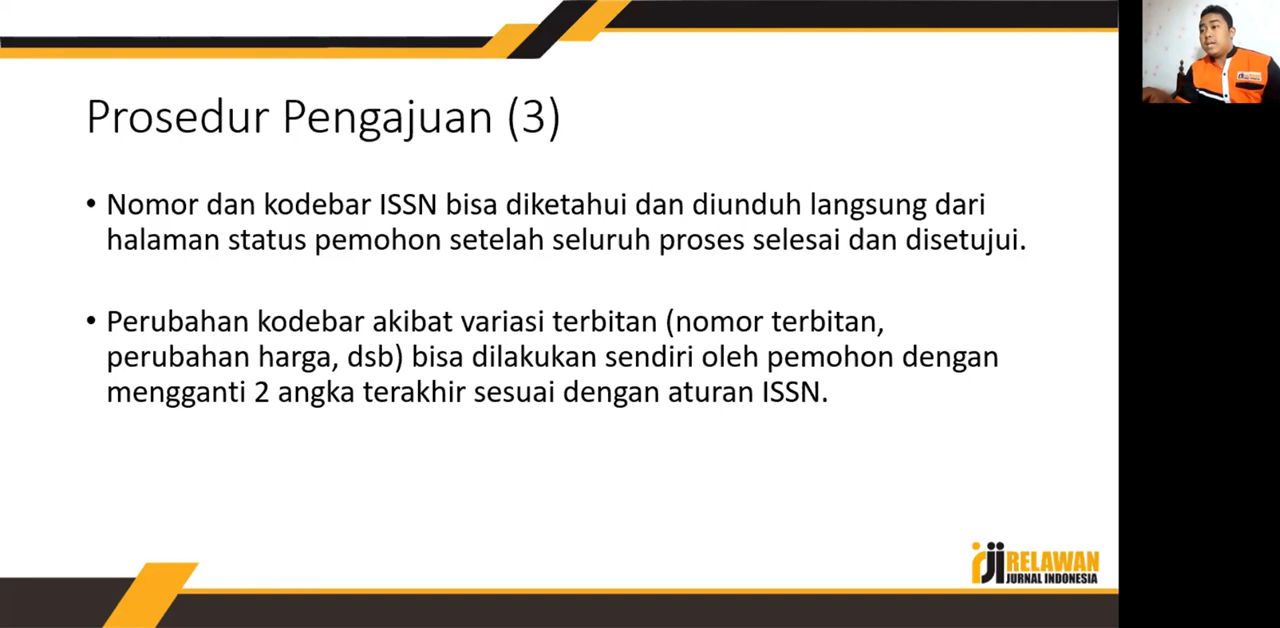 Prosedur Pengajuan (3)
• Nomor dan kodebar ISSN bisa diketahui dan diunduh langsung dari
halaman status pemohon setelah seluruh proses selesai dan disetujui.
• Perubahan kodebar akibat variasi terbitan (nomor terbitan,
perubahan harga, dsb) bisa dilakukan sendiri oleh pemohon dengan
mengganti 2 angka terakhir sesuai dengan aturan ISSN.
rji RELAWAN
JURNAL INDONESIA